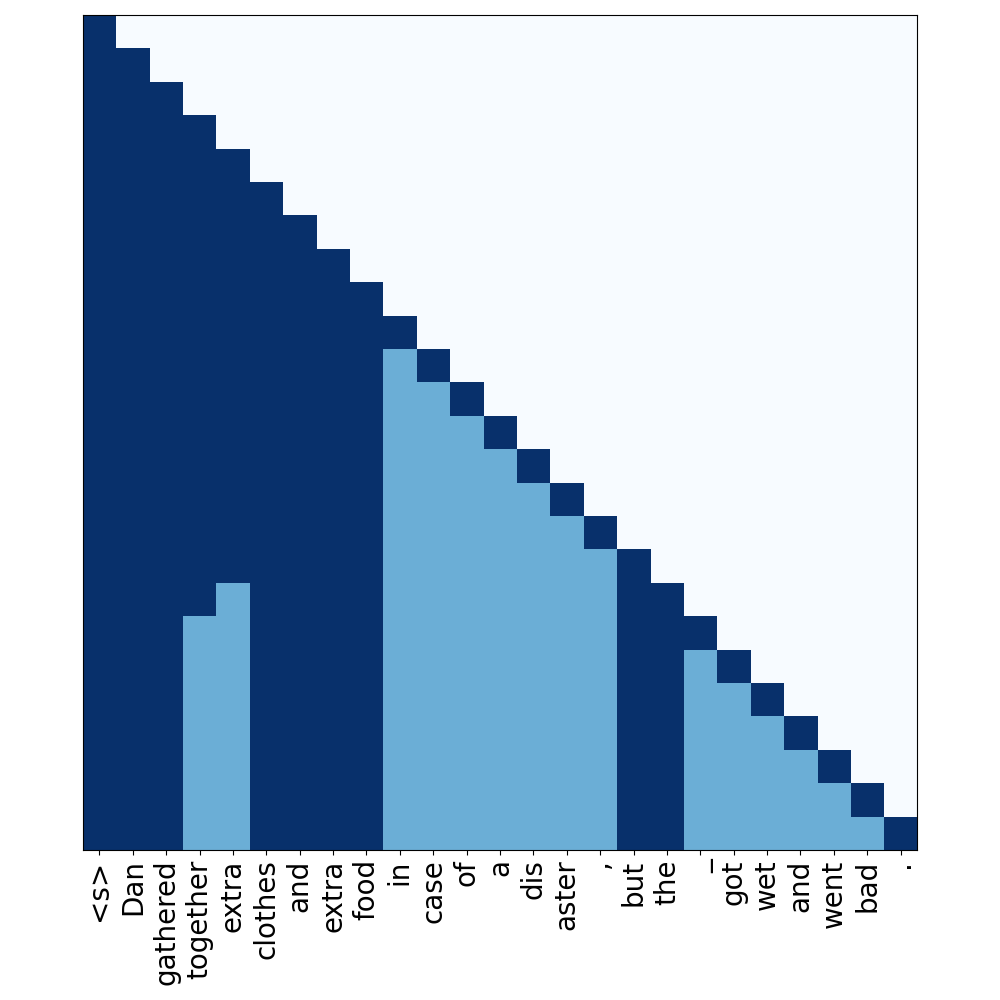 <s>
Dan
gathered
together
extra
clothes
and
extra
food
in
case
of
a
dis
aster
,
but
the
_
got
wet
and
went
bad
.